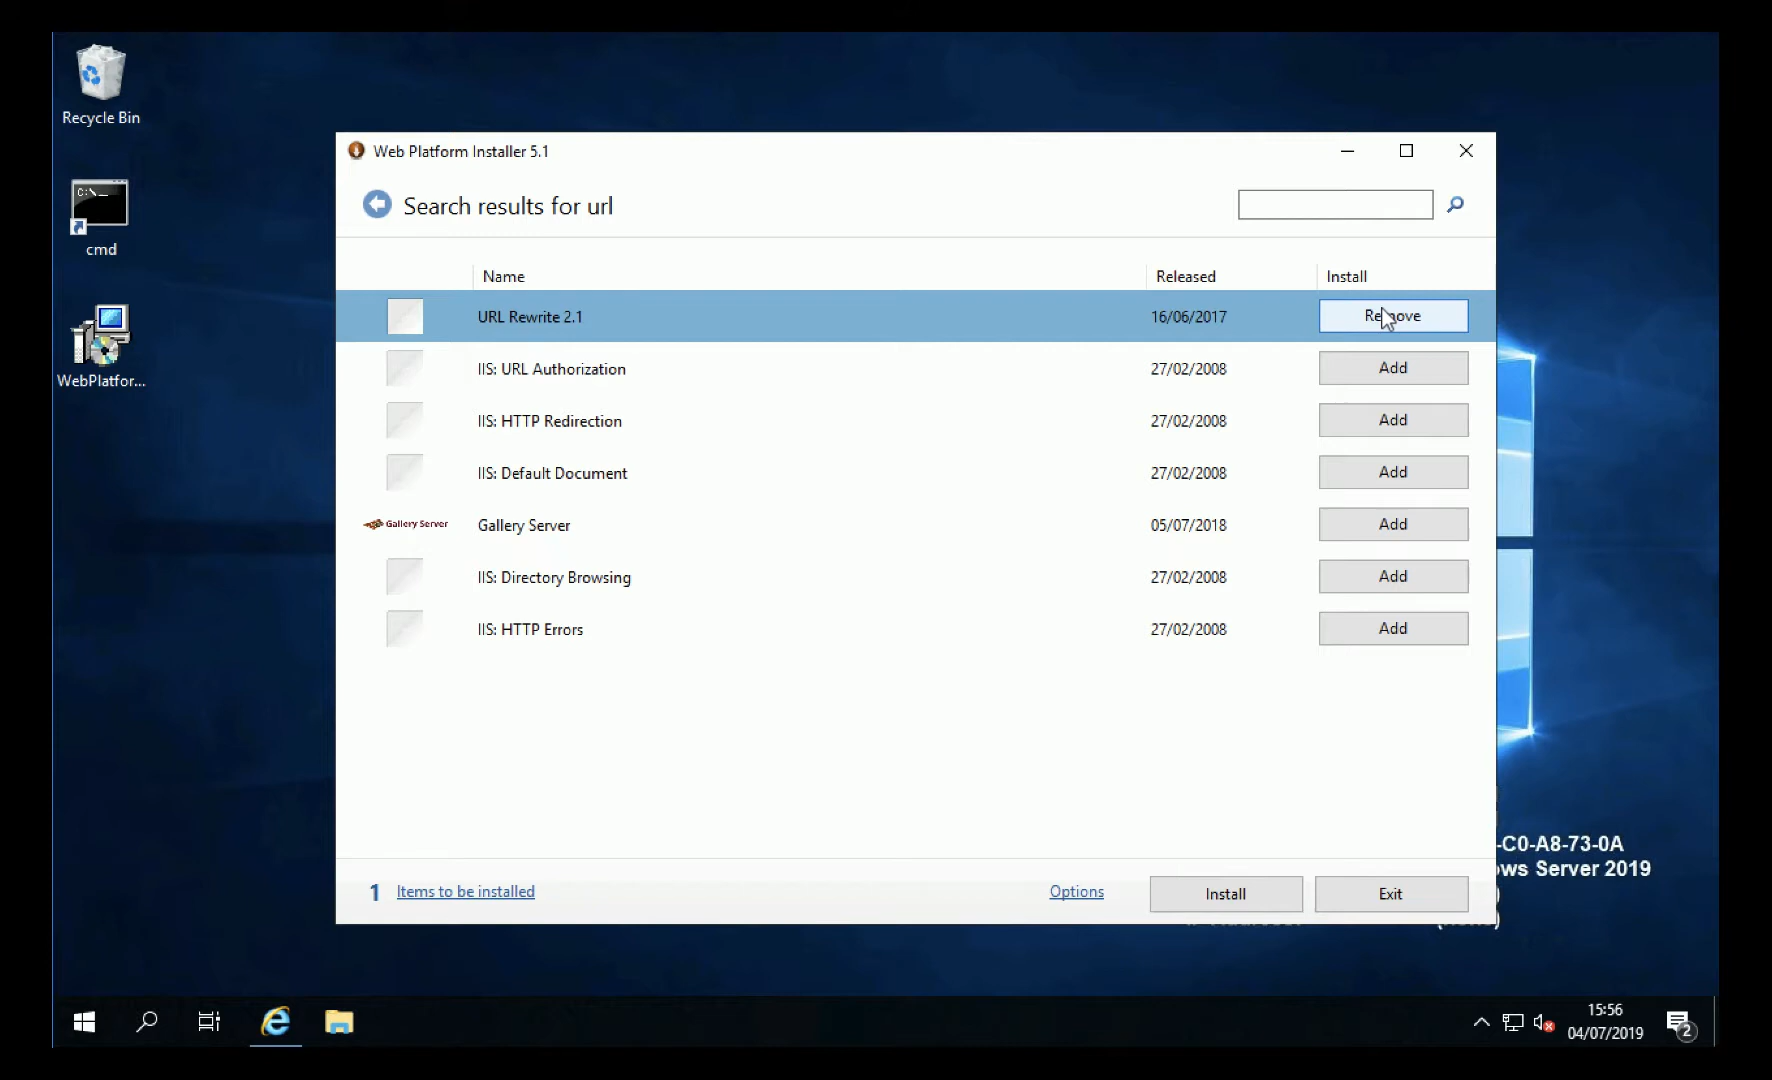 Recycle Bin
cmd
WebPlatfor...
Web Platform Installer 5.1
Search results for url
Name Released Install
URL Rewrite 2.1 16/06/2017 Remove
IIS: URL Authorization 27/02/2008 Add
IIS: HTTP Redirection 27/02/2008 Add
IIS: Default Document 27/02/2008 Add
Gallery Server Gallery Server 05/07/2018 Add
IIS: Directory Browsing 27/02/2008 Add
IIS: HTTP Errors 27/02/2008 Add
-C0-A8-73-0A
ows Server 2019
1 Items to be installed Options Install Exit
15:56
04/07/2019
2